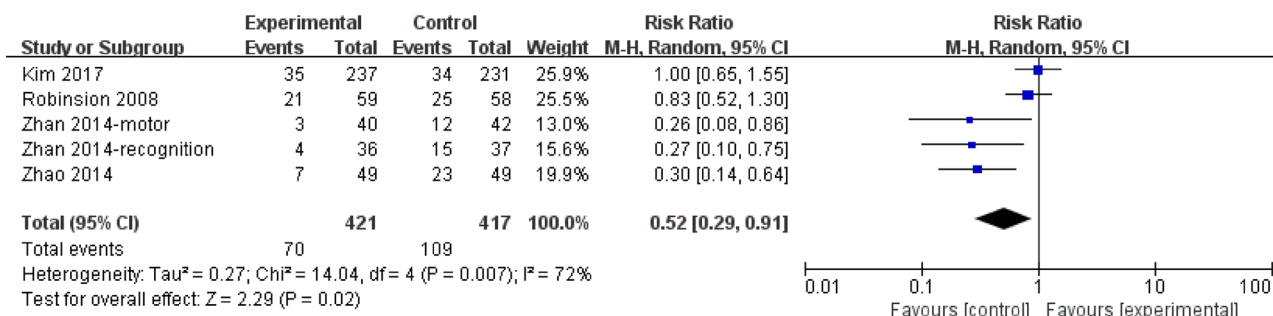 Experimental Control Risk Ratio Risk Ratio
Study or Subgroup Events Total Events Total Weight M-H, Random, 95% CI M-H, Random, 95% CI
Kim 2017 35 237 34 231 25.9% 1.00 [0.65, 1.55]
Robinsion 2008 21 59 25 58 25.5% 0.83 [0.52, 1.30]
Zhan 2014-motor 3 40 12 42 13.0% 0.26 [0.08, 0.86]
Zhan 2014-recognition 4 36 15 37 15.6% 0.27 [0.10, 0.75]
Zhao 2014 7 49 23 49 19.9% 0.30 [0.14, 0.64]
Total (95% CI) 421 417 100.0% 0.52 [0.29, 0.91]
Total events 70 109
Heterogeneity: Tau² = 0.27; Chi² = 14.04, df = 4 (P = 0.007); I² = 72%
Test for overall effect: Z = 2.29 (P = 0.02)
0.01 0.1 1 10 100
Favours [control] Favours [experimental]